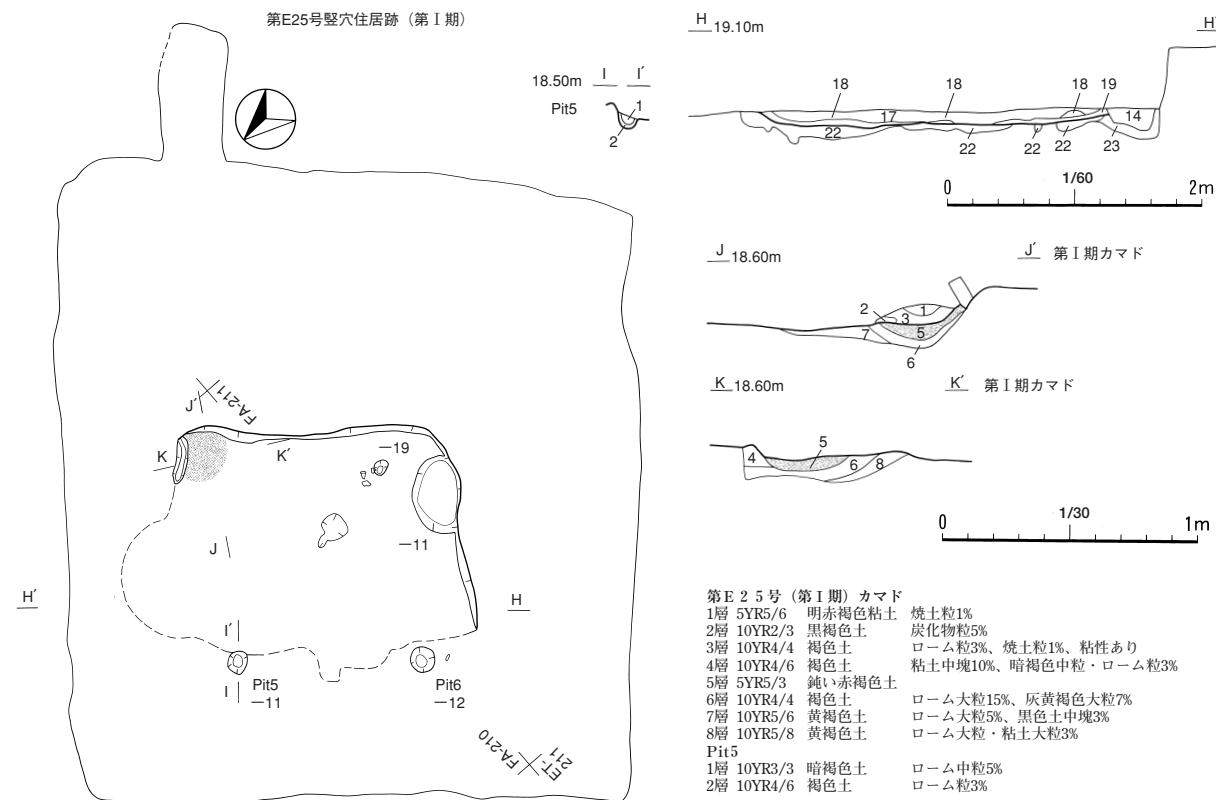 第E25号竪穴住居跡（第Ⅰ期）
18.50m I I′
Pit5
1
2
H 19.10m H′
18 18 18 19
17 14
22 22 22 22 23
0 1/60 2m
J 18.60m J′ 第Ⅰ期カマド
2 3 1
7 5
6
K 18.60m K′ 第Ⅰ期カマド
5
4 6 8
0 1/30 1m
J′ FA-211
K K′ －19
－11
J
H′ H
I′
I Pit5
－11
Pit6
－12
FA-210 ET-211
第E25号（第Ⅰ期）カマド
1層 5YR5/6 明赤褐色粘土 焼土粒1%
2層 10YR2/3 黒褐色土 炭化物粒5%
3層 10YR4/4 褐色土 ローム粒3%、焼土粒1%、粘性あり
4層 10YR4/6 褐色土 粘土中塊10%、暗褐色中粒・ローム粒3%
5層 5YR5/3 鈍い赤褐色土
6層 10YR4/4 褐色土 ローム大粒15%、灰黄褐色大粒7%
7層 10YR5/6 黄褐色土 ローム大粒5%、黒色土中塊3%
8層 10YR5/8 黄褐色土 ローム大粒・粘土大粒3%
Pit5
1層 10YR3/3 暗褐色土 ローム中粒5%
2層 10YR4/6 褐色土 ローム粒3%